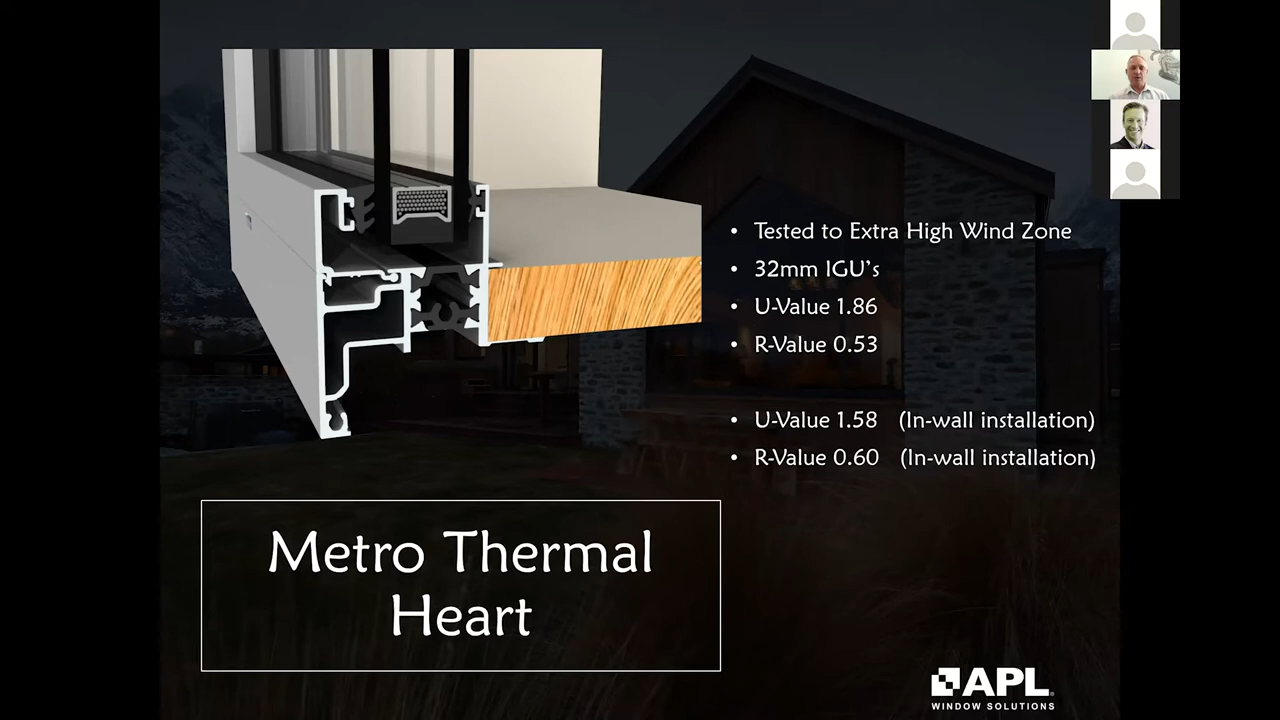 • Tested to Extra High Wind Zone
• 32mm IGU's
• U-Value 1.86
• R-Value 0.53
• U-Value 1.58 (In-wall installation)
• R-Value 0.60 (In-wall installation)
Metro Thermal
Heart
APL
WINDOW SOLUTIONS